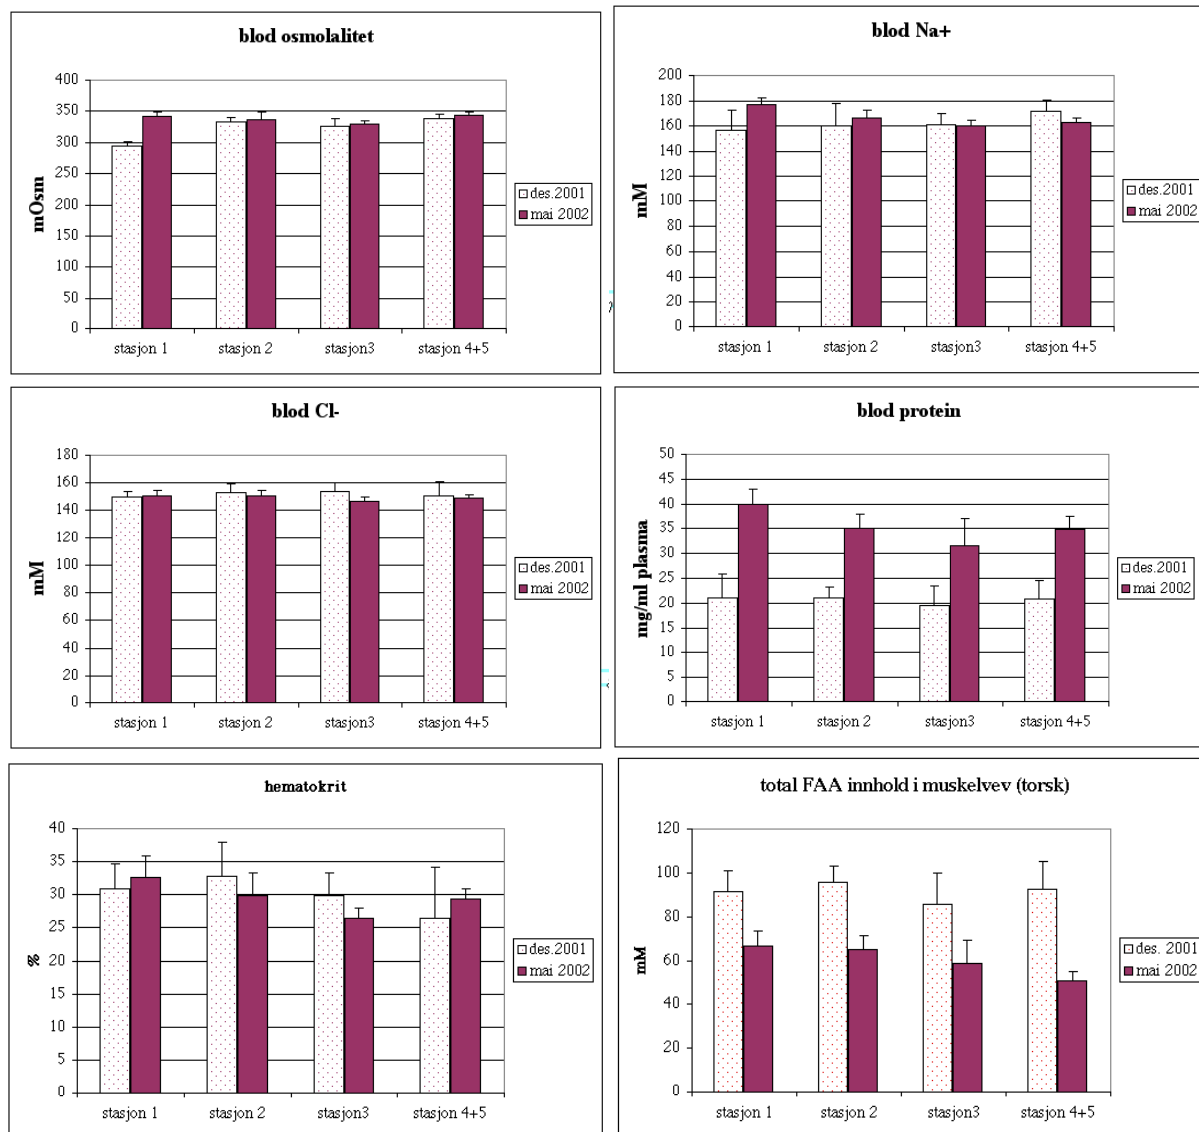 blod osmolalitet
400
350
300
250
200
150
100
50
0
mOsm
stasjon 1 stasjon 2 stasjon3 stasjon 4+5
des.2001
mai 2002
blod Na+
200
180
160
140
120
100
80
60
40
20
0
mM
stasjon 1 stasjon 2 stasjon3 stasjon 4+5
des.2001
mai 2002
blod Cl-
180
160
140
120
100
80
60
40
20
0
mM
stasjon 1 stasjon 2 stasjon3 stasjon 4+5
des.2001
mai 2002
blod protein
50
45
40
35
30
25
20
15
10
5
0
mg/ml plasma
stasjon 1 stasjon 2 stasjon3 stasjon 4+5
des.2001
mai 2002
hematokrit
40
35
30
25
20
15
10
5
0
%
stasjon 1 stasjon 2 stasjon3 stasjon 4+5
des.2001
mai 2002
total FAA innhold i muskelvev (torsk)
120
100
80
60
40
20
0
mM
stasjon 1 stasjon 2 stasjon3 stasjon 4+5
des. 2001
mai 2002